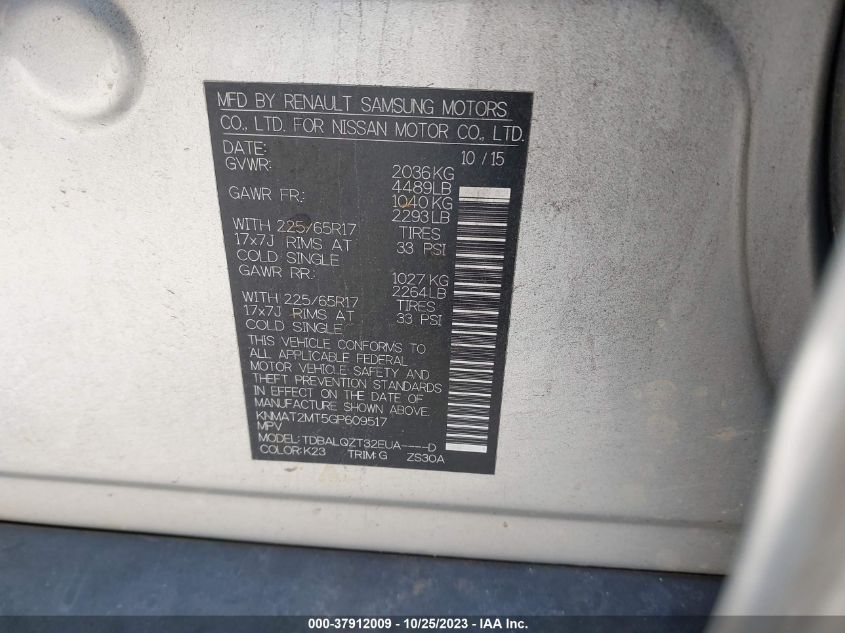 MFD BY RENAULT SAMSUNG MOTORS
CO., LTD. FOR NISSAN MOTOR CO., LTD.
DATE: 10 / 15
GVWR: 2036KG
4489LB
GAWR FR: 1040 KG
2293LB
WITH 225/65R17 TIRES
17x7J RIMS AT 33 PSI
COLD SINGLE
GAWR RR: 1027 KG
2264LB
WITH 225/65R17 TIRES
17x7J RIMS AT 33 PSI
COLD SINGLE
THIS VEHICLE CONFORMS TO
ALL APPLICABLE FEDERAL
MOTOR VEHICLE SAFETY AND
THEFT PREVENTION STANDARDS
IN EFFECT ON THE DATE OF
MANUFACTURE SHOWN ABOVE.
KNMAT2MT5GP609517
MPV
MODEL: TDBALQZT32EUA----D
COLOR: K23 TRIM: G ZS30A
000-37912009 - 10/25/2023 - IAA Inc.